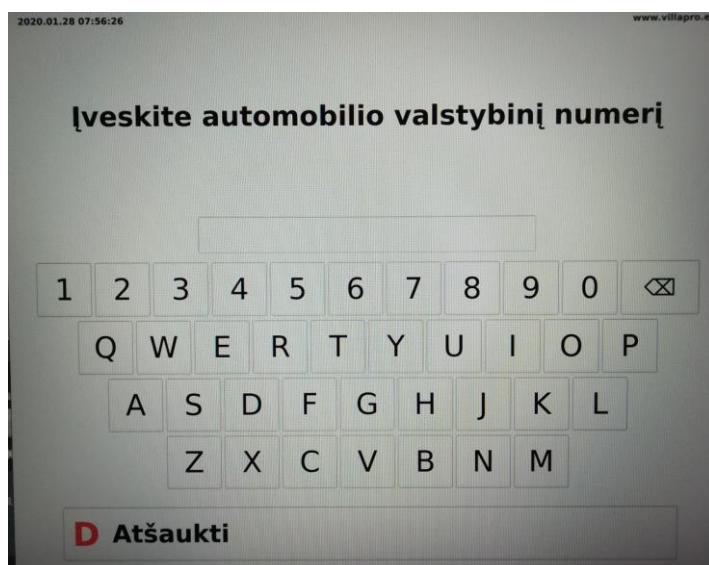 2020.01.28 07:56:26
www.villapro.e
Įveskite automobilio valstybinį numerį
1 2 3 4 5 6 7 8 9 0 ⌫
Q W E R T Y U I O P
A S D F G H J K L
Z X C V B N M
D Atšaukti